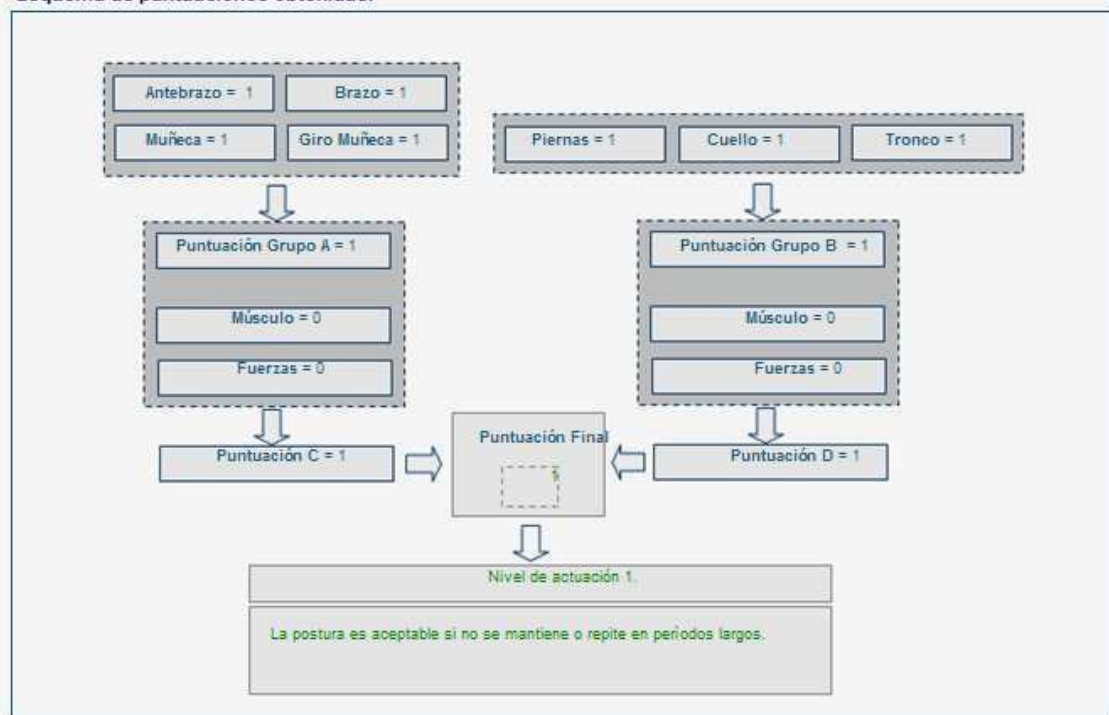 Antebrazo = 1
Brazo = 1
Muñeca = 1
Giro Muñeca = 1
Piernas = 1
Cuello = 1
Tronco = 1
Puntuación Grupo A = 1
Músculo = 0
Fuerzas = 0
Puntuación C = 1
Puntuación Grupo B = 1
Músculo = 0
Fuerzas = 0
Puntuación D = 1
Puntuación Final
Nivel de actuación 1.
La postura es aceptable si no se mantiene o repite en períodos largos.